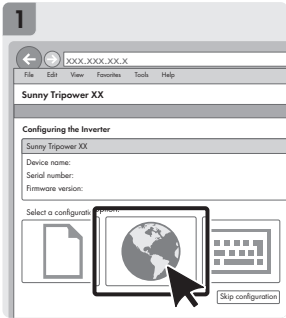 1
xxx.xxx.xx.x
File Edit View Favorites Tools Help
Sunny Tripower XX
Configuring the Inverter
Sunny Tripower XX
Device name:
Serial number:
Firmware version:
Select a configuration option:
Skip configuration